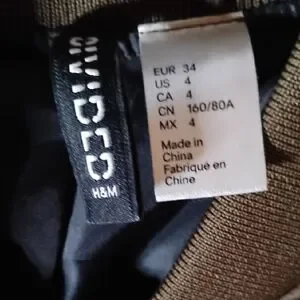 DIVIDED
H&M
EUR 34
US 4
CA 4
CN 160/80A
MX 4
Made in
China
Fabriqué en
Chine